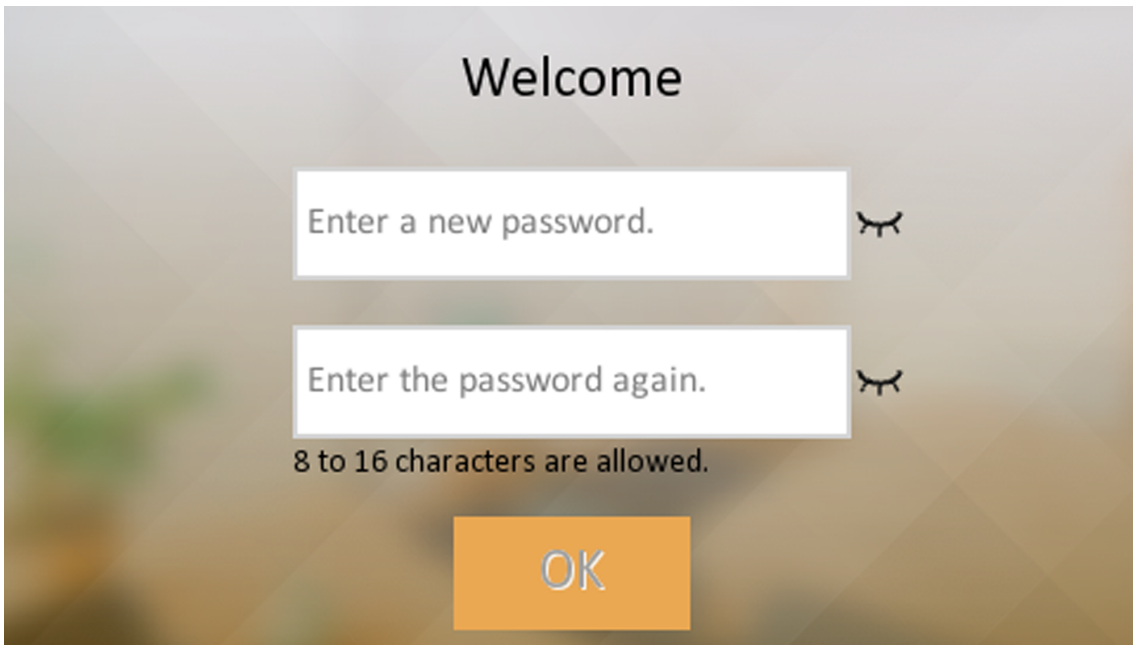 Welcome
Enter a new password.
Enter the password again.
8 to 16 characters are allowed.
OK